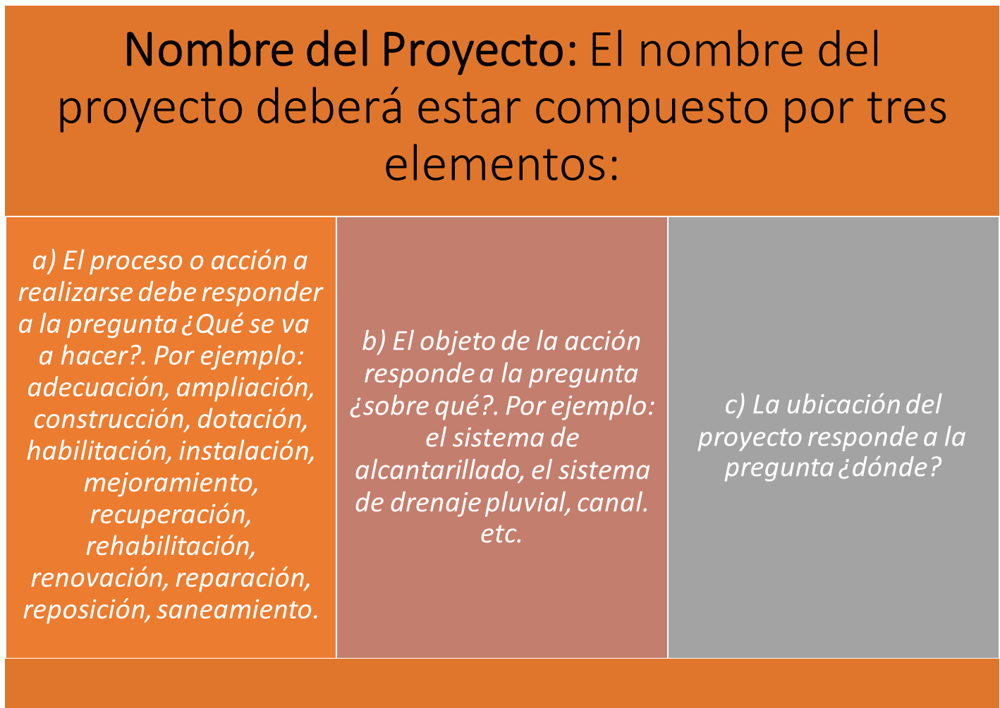 Nombre del Proyecto: El nombre del
proyecto deberá estar compuesto por tres
elementos:
a) El proceso o acción a
realizarse debe responder
a la pregunta ¿Qué se va
a hacer?. Por ejemplo:
adecuación, ampliación,
construcción, dotación,
habilitación, instalación,
mejoramiento,
recuperación,
rehabilitación,
renovación, reparación,
reposición, saneamiento.
b) El objeto de la acción
responde a la pregunta
¿sobre qué?. Por ejemplo:
el sistema de
alcantarillado, el sistema
de drenaje pluvial, canal.
etc.
c) La ubicación del
proyecto responde a la
pregunta ¿dónde?